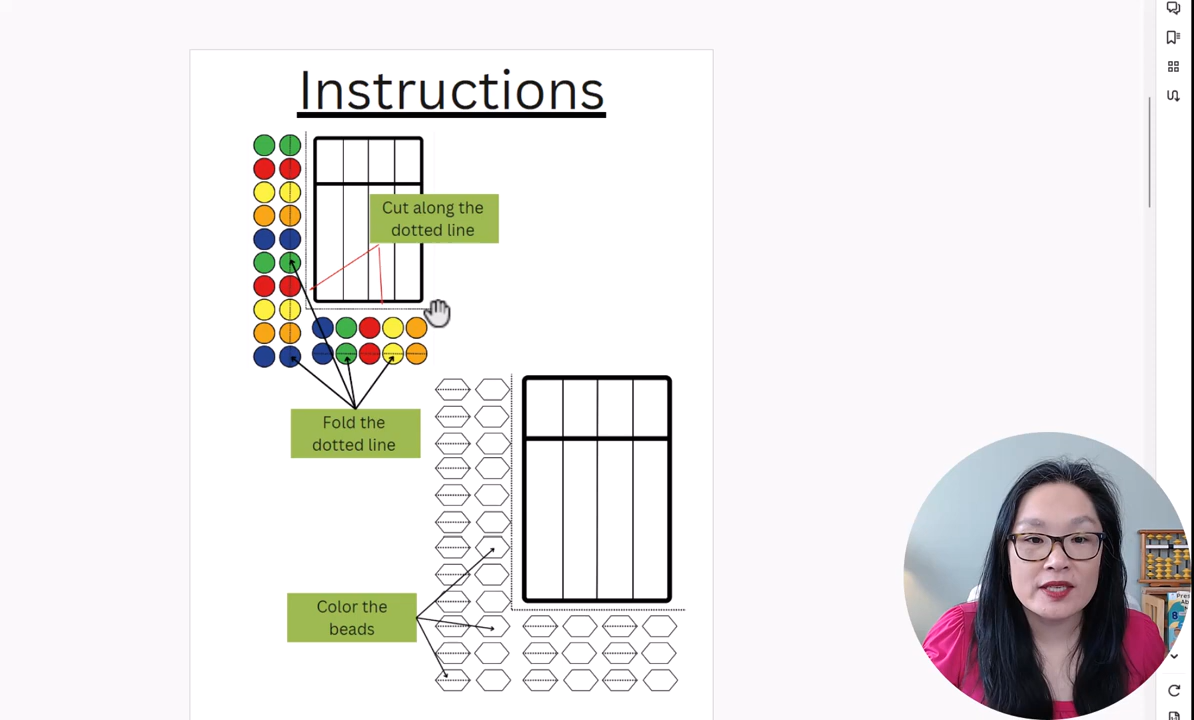 Instructions
Cut along the
dotted line
Fold the
dotted line
Color the
beads